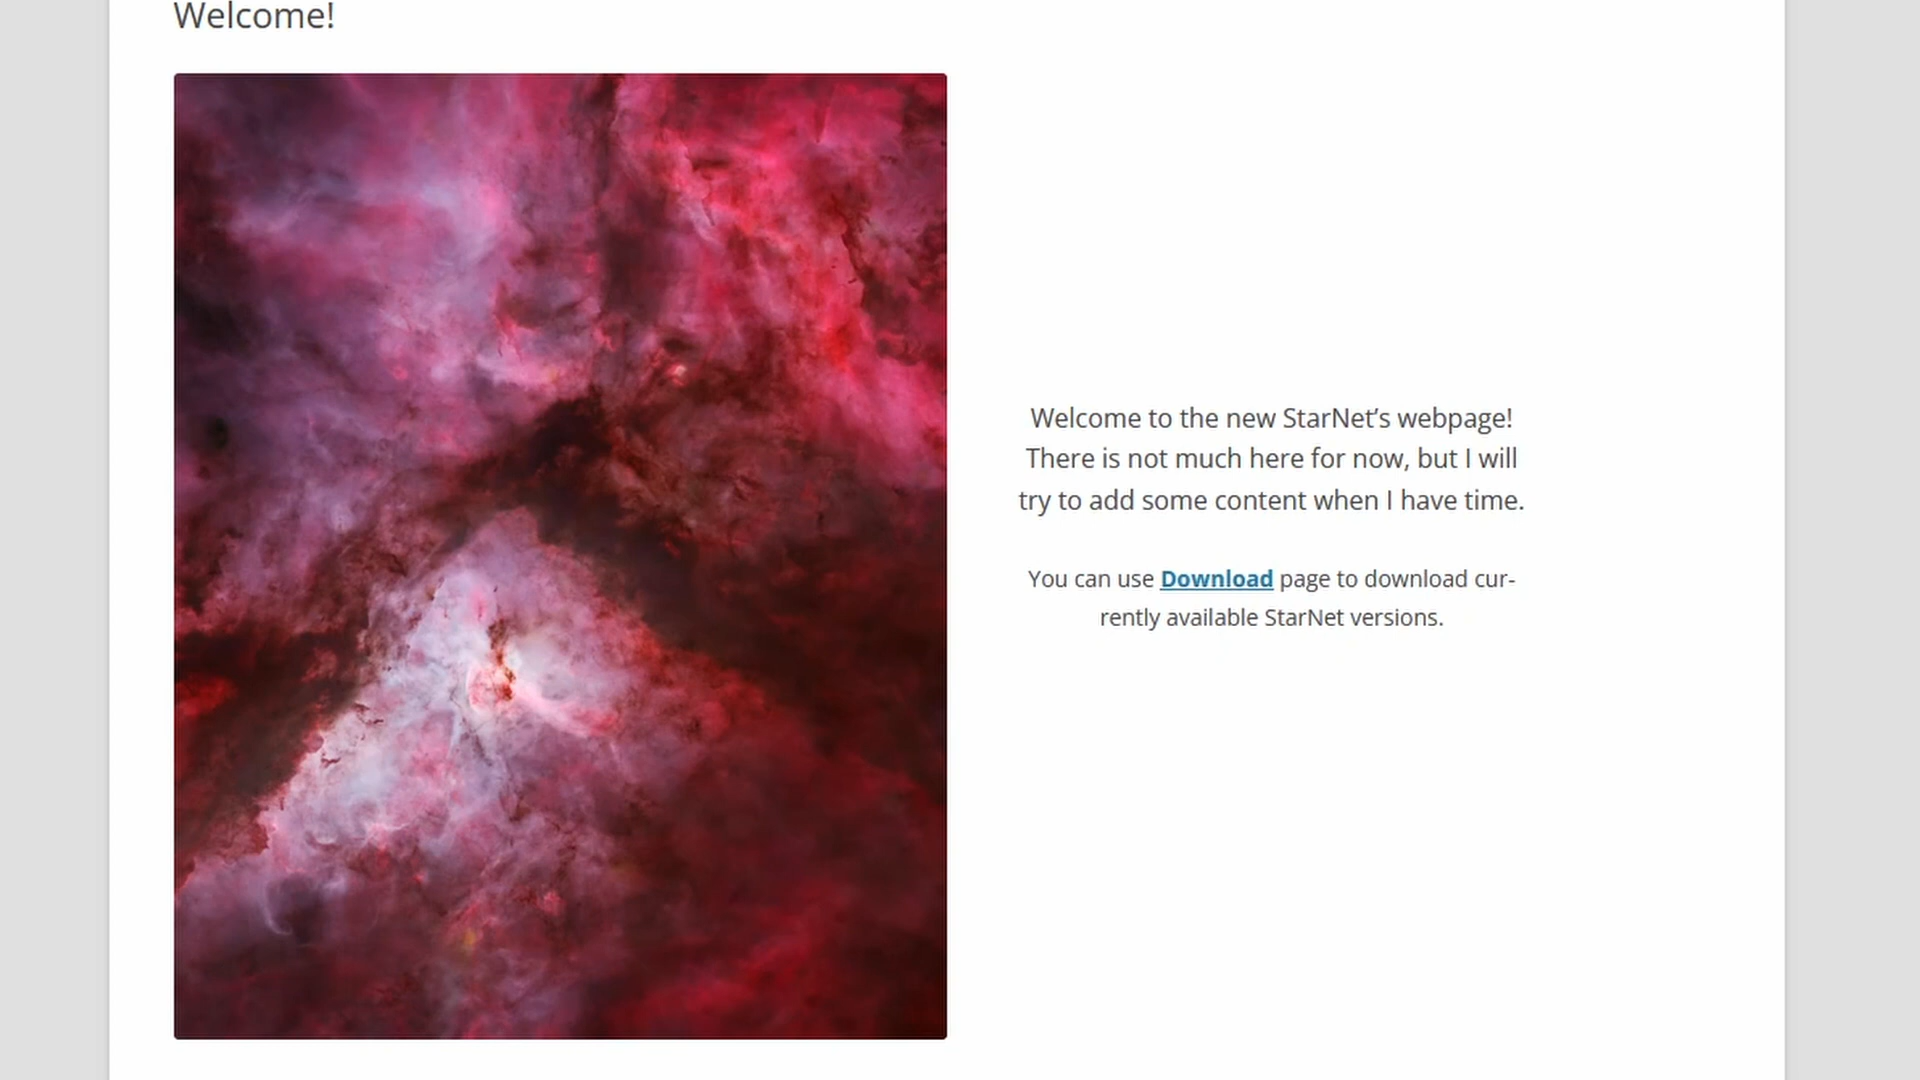 Welcome!
Welcome to the new StarNet’s webpage!
There is not much here for now, but I will
try to add some content when I have time.
You can use Download page to download cur-
rently available StarNet versions.